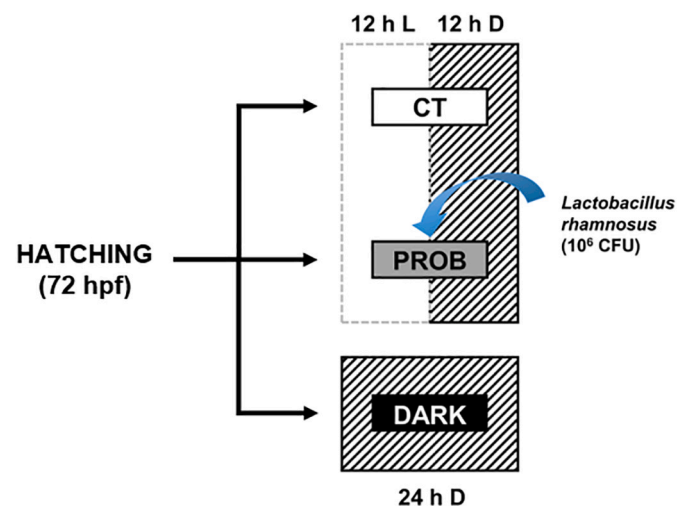 12 h L 12 h D
CT
Lactobacillus
rhamnosus
(10⁶ CFU)
HATCHING
(72 hpf)
PROB
DARK
24 h D